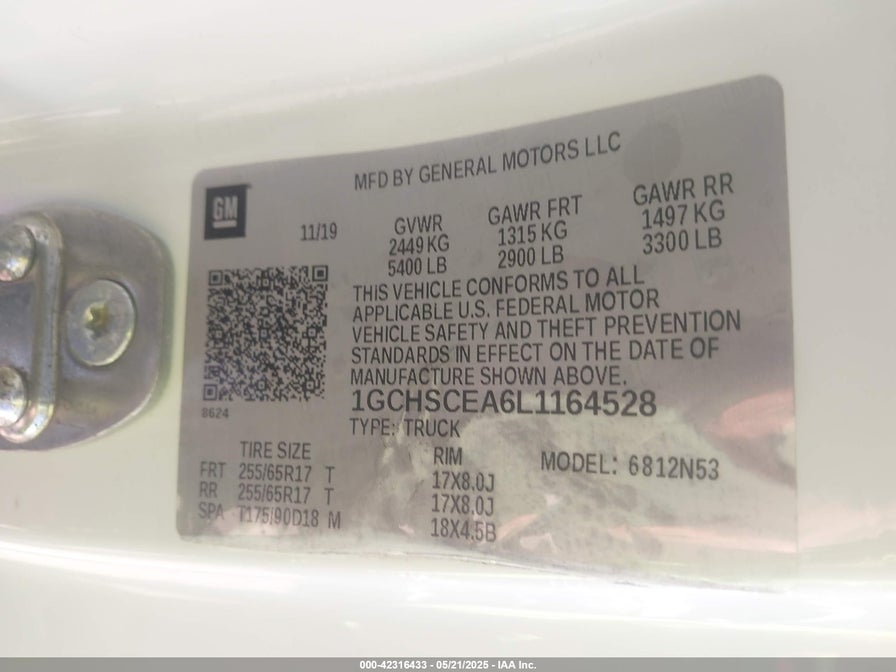 MFD BY GENERAL MOTORS LLC
GM
11/19
GVWR GAWR FRT GAWR RR
2449 KG 1315 KG 1497 KG
5400 LB 2900 LB 3300 LB
THIS VEHICLE CONFORMS TO ALL
APPLICABLE U.S. FEDERAL MOTOR
VEHICLE SAFETY AND THEFT PREVENTION
STANDARDS IN EFFECT ON THE DATE OF
MANUFACTURE SHOWN ABOVE.
1GCHSCEA6L1164528
8624
TYPE: TRUCK
TIRE SIZE RIM MODEL: 6812N53
FRT 255/65R17 T 17X8.0J
RR 255/65R17 T 17X8.0J
SPA T175/90D18 M 18X4.5B
000-42316433 - 05/21/2025 - IAA Inc.